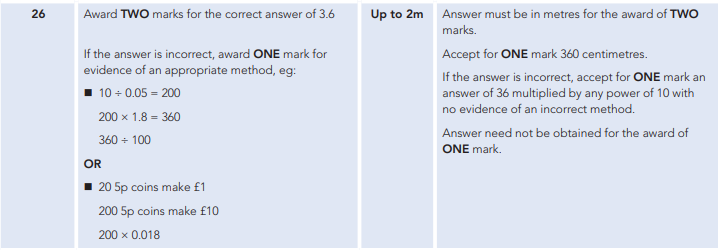 26
Award TWO marks for the correct answer of 3.6
If the answer is incorrect, award ONE mark for
evidence of an appropriate method, eg:
■ 10 ÷ 0.05 = 200
200 × 1.8 = 360
360 ÷ 100
OR
■ 20 5p coins make £1
200 5p coins make £10
200 × 0.018
Up to 2m
Answer must be in metres for the award of TWO
marks.
Accept for ONE mark 360 centimetres.
If the answer is incorrect, accept for ONE mark an
answer of 36 multiplied by any power of 10 with
no evidence of an incorrect method.
Answer need not be obtained for the award of
ONE mark.